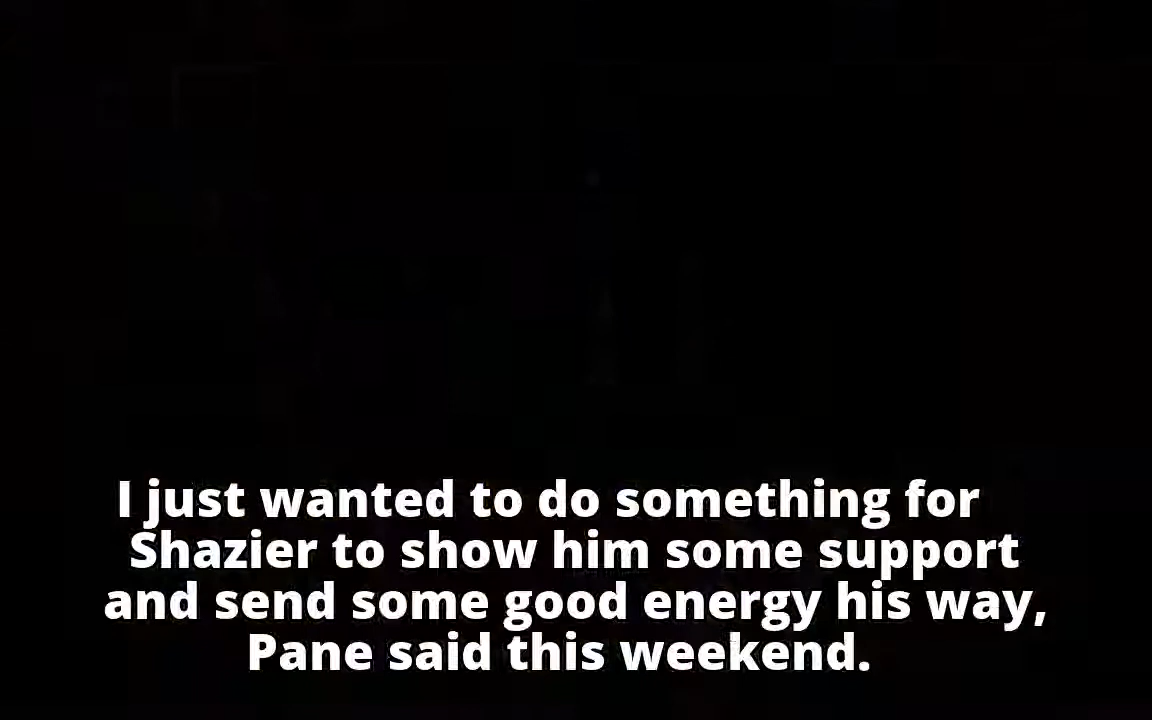 I just wanted to do something for
Shazier to show him some support
and send some good energy his way,
Pane said this weekend.